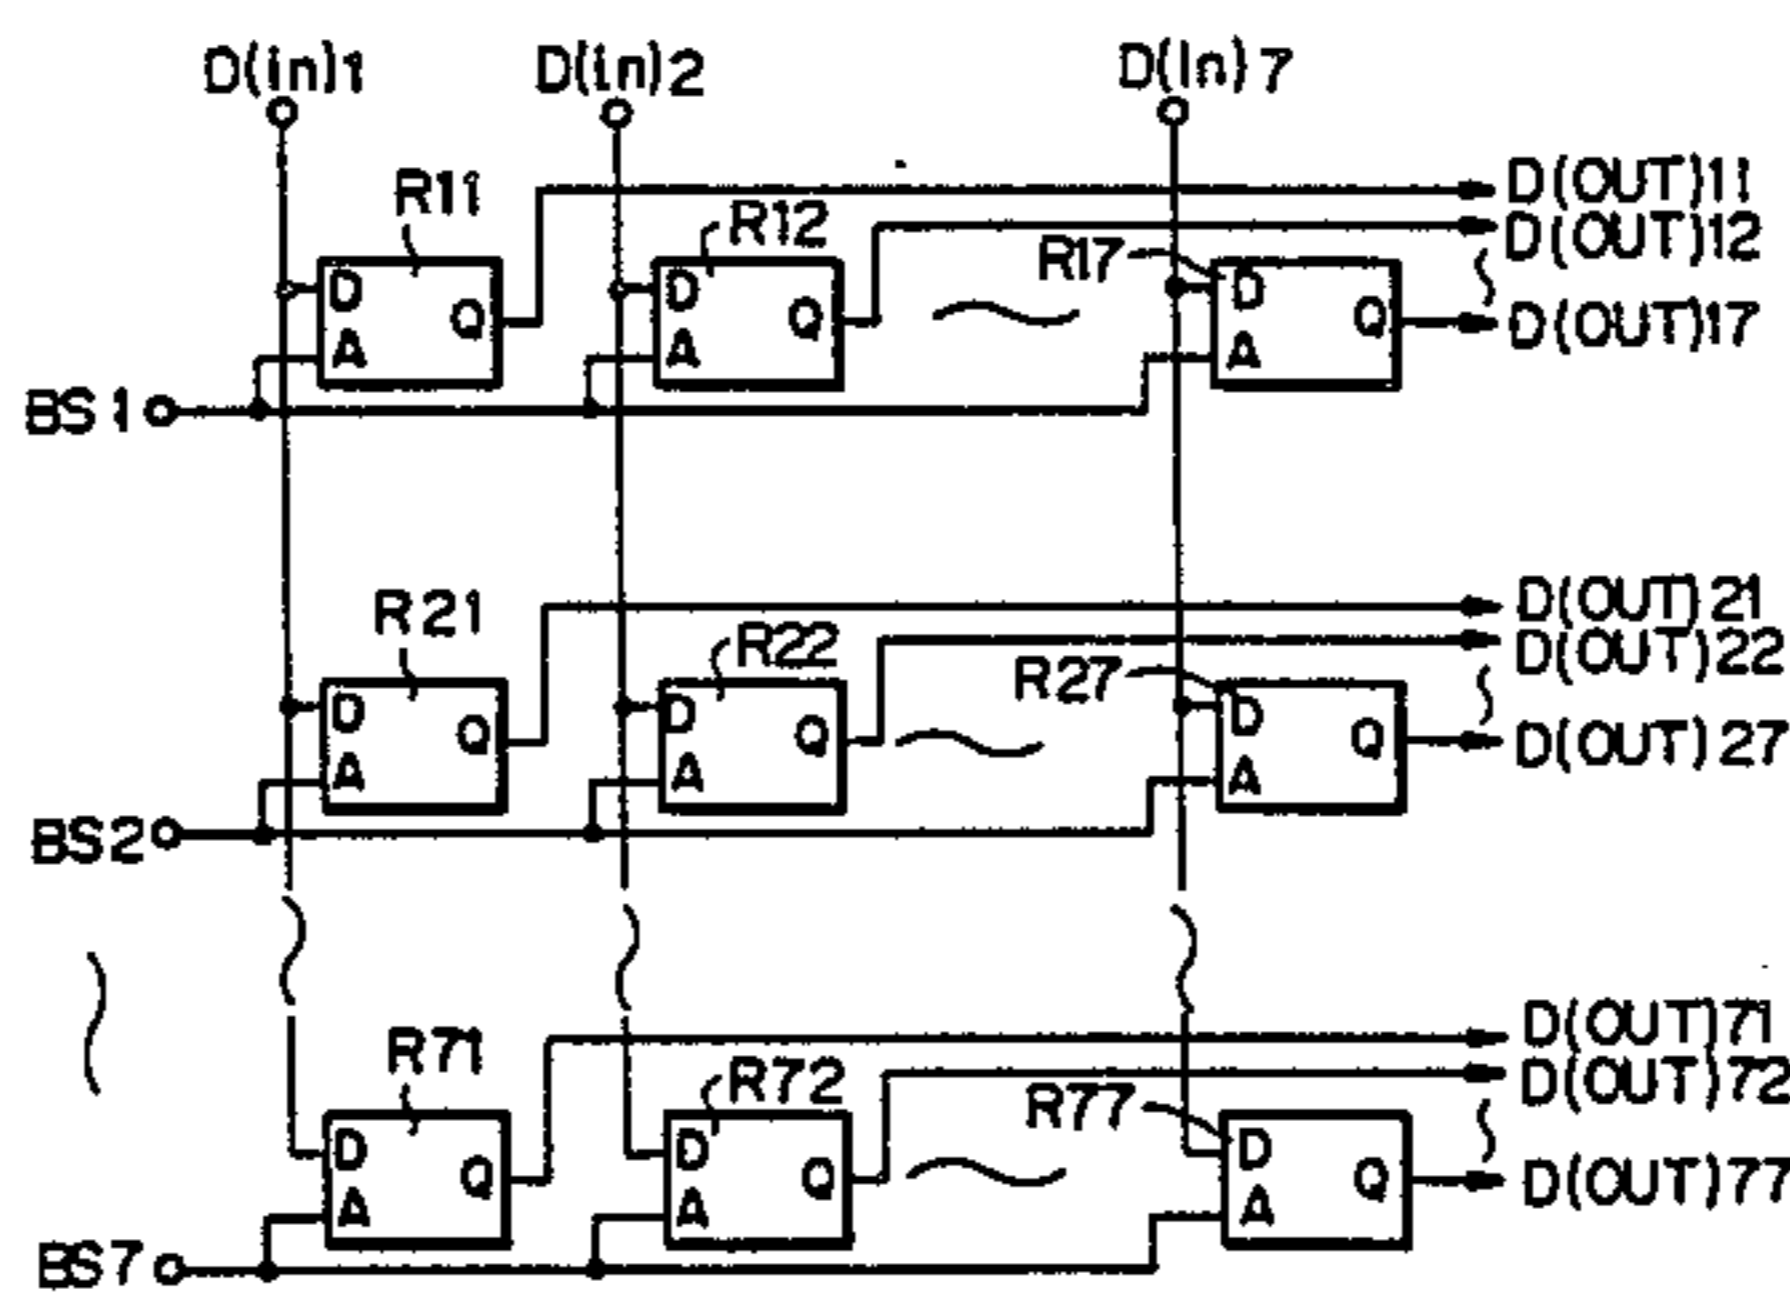 D(in)1 D(in)2 D(In)7
D(OUT)11
R11 R12 D(OUT)12
R17
D Q D Q D Q D(OUT)17
A A A
BS1
D(OUT)21
R21 R22 D(OUT)22
R27
D Q D Q D Q D(OUT)27
A A A
BS2
D(OUT)71
R71 R72 D(OUT)72
R77
D Q D Q D Q D(OUT)77
A A A
BS7